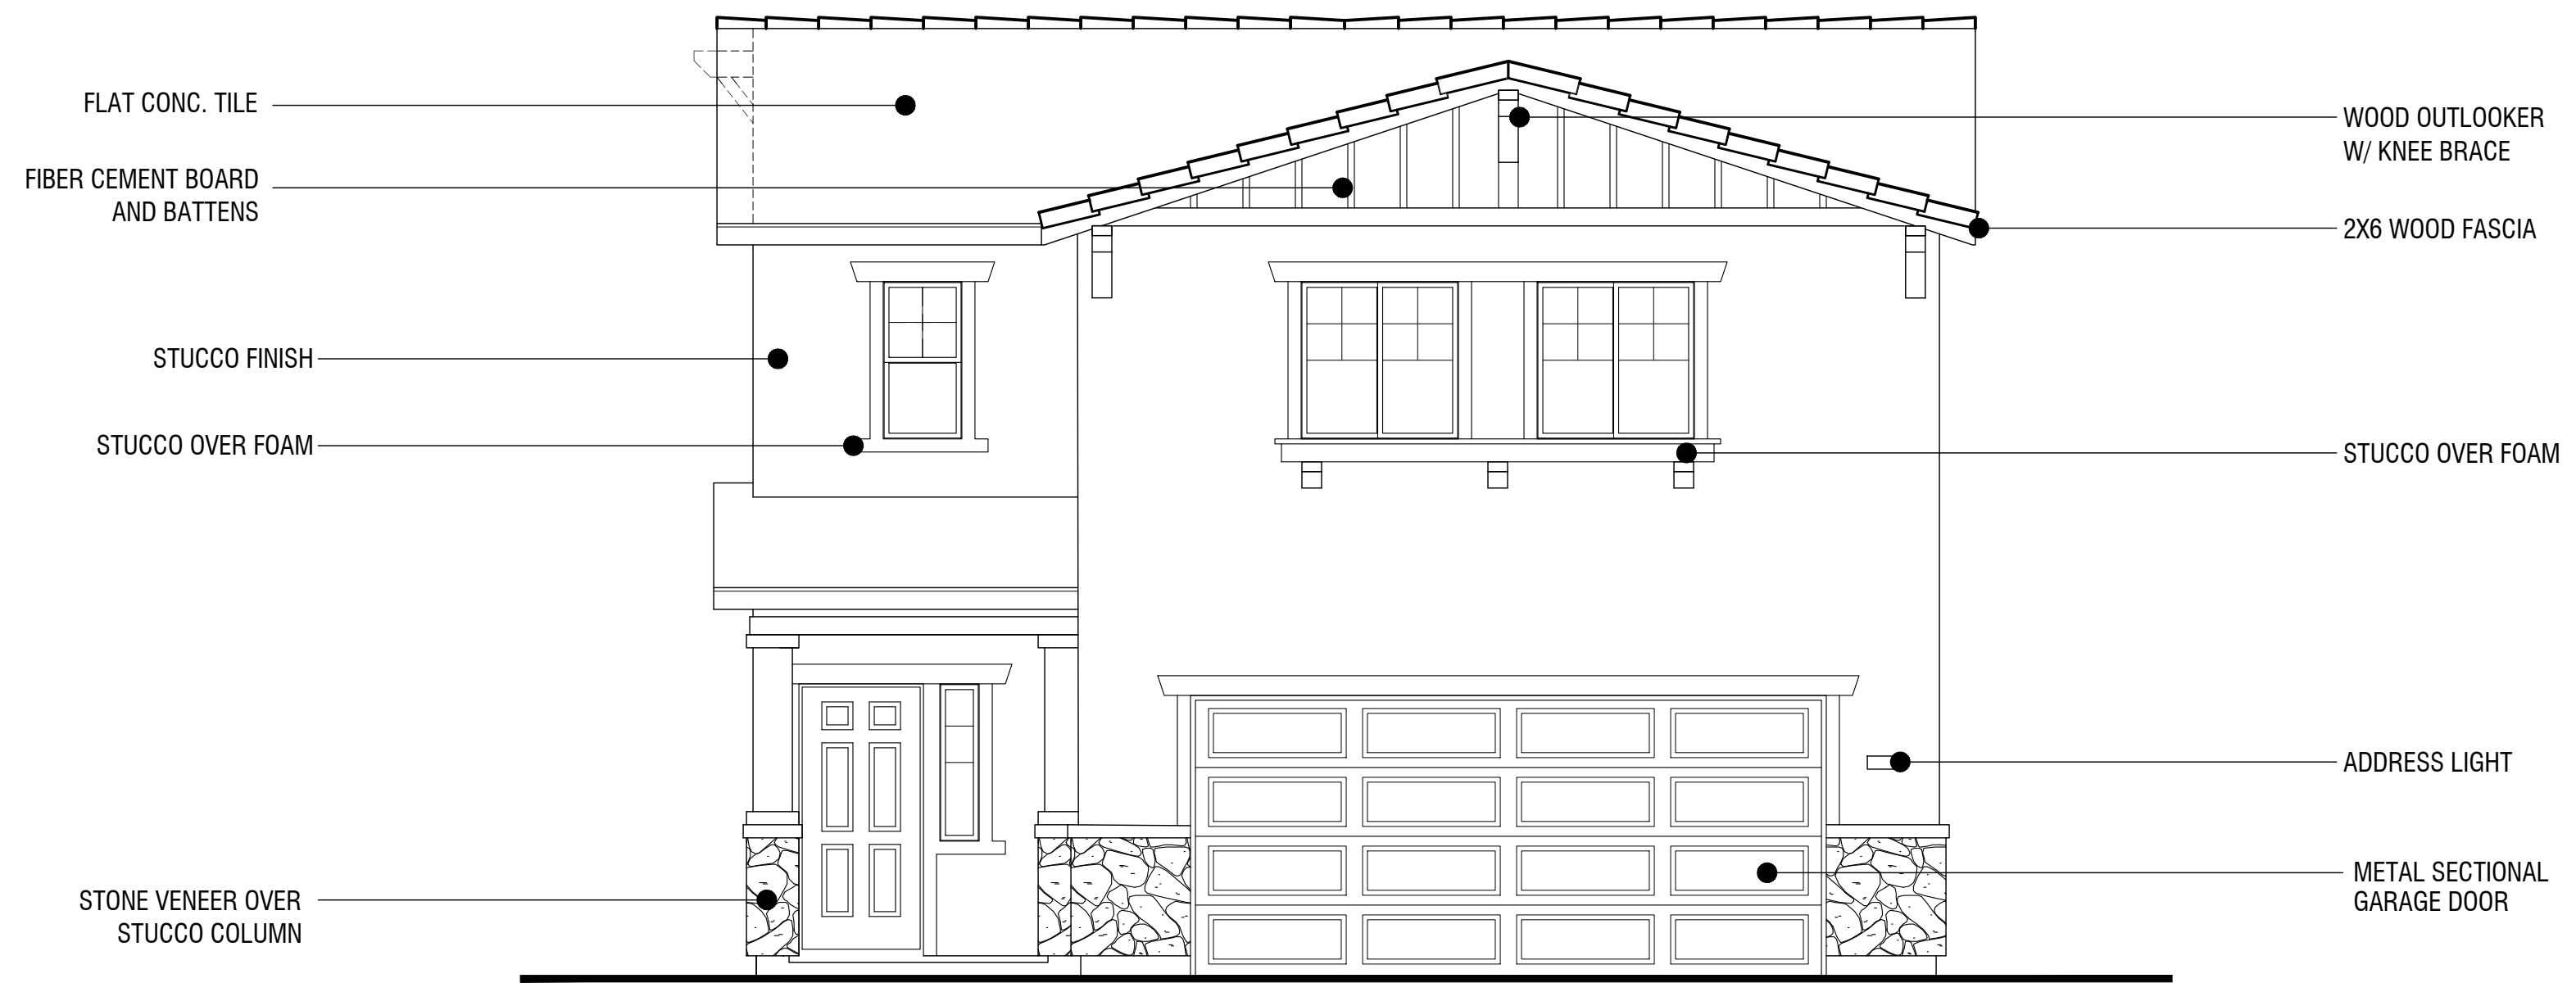 FLAT CONC. TILE
FIBER CEMENT BOARD
AND BATTENS
STUCCO FINISH
STUCCO OVER FOAM
STONE VENEER OVER
STUCCO COLUMN
WOOD OUTLOOKER
W/ KNEE BRACE
2X6 WOOD FASCIA
STUCCO OVER FOAM
ADDRESS LIGHT
METAL SECTIONAL
GARAGE DOOR